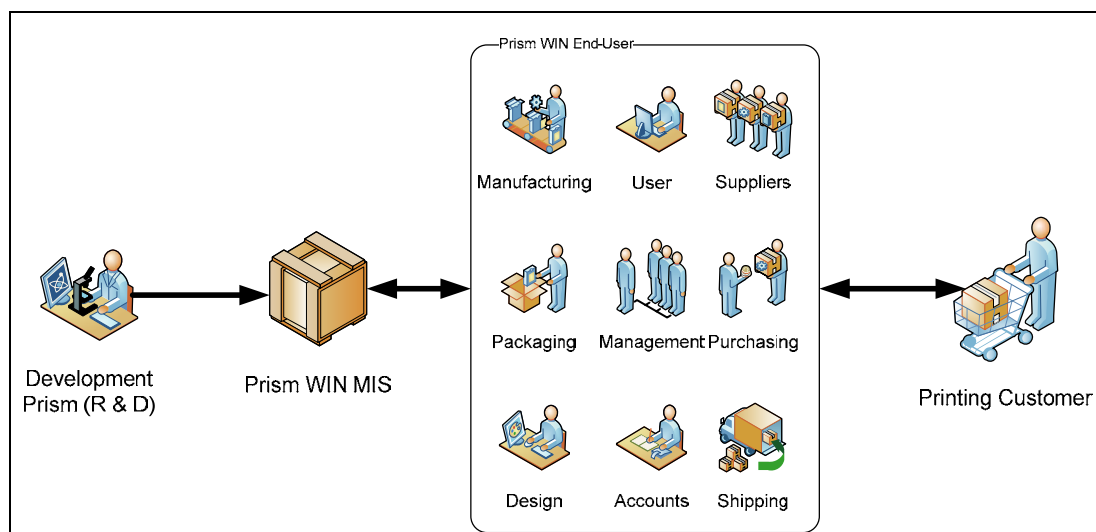 Prism WIN End-User
Manufacturing
User
Suppliers
Packaging
Management
Purchasing
Design
Accounts
Shipping
Development
Prism (R & D)
Prism WIN MIS
Printing Customer